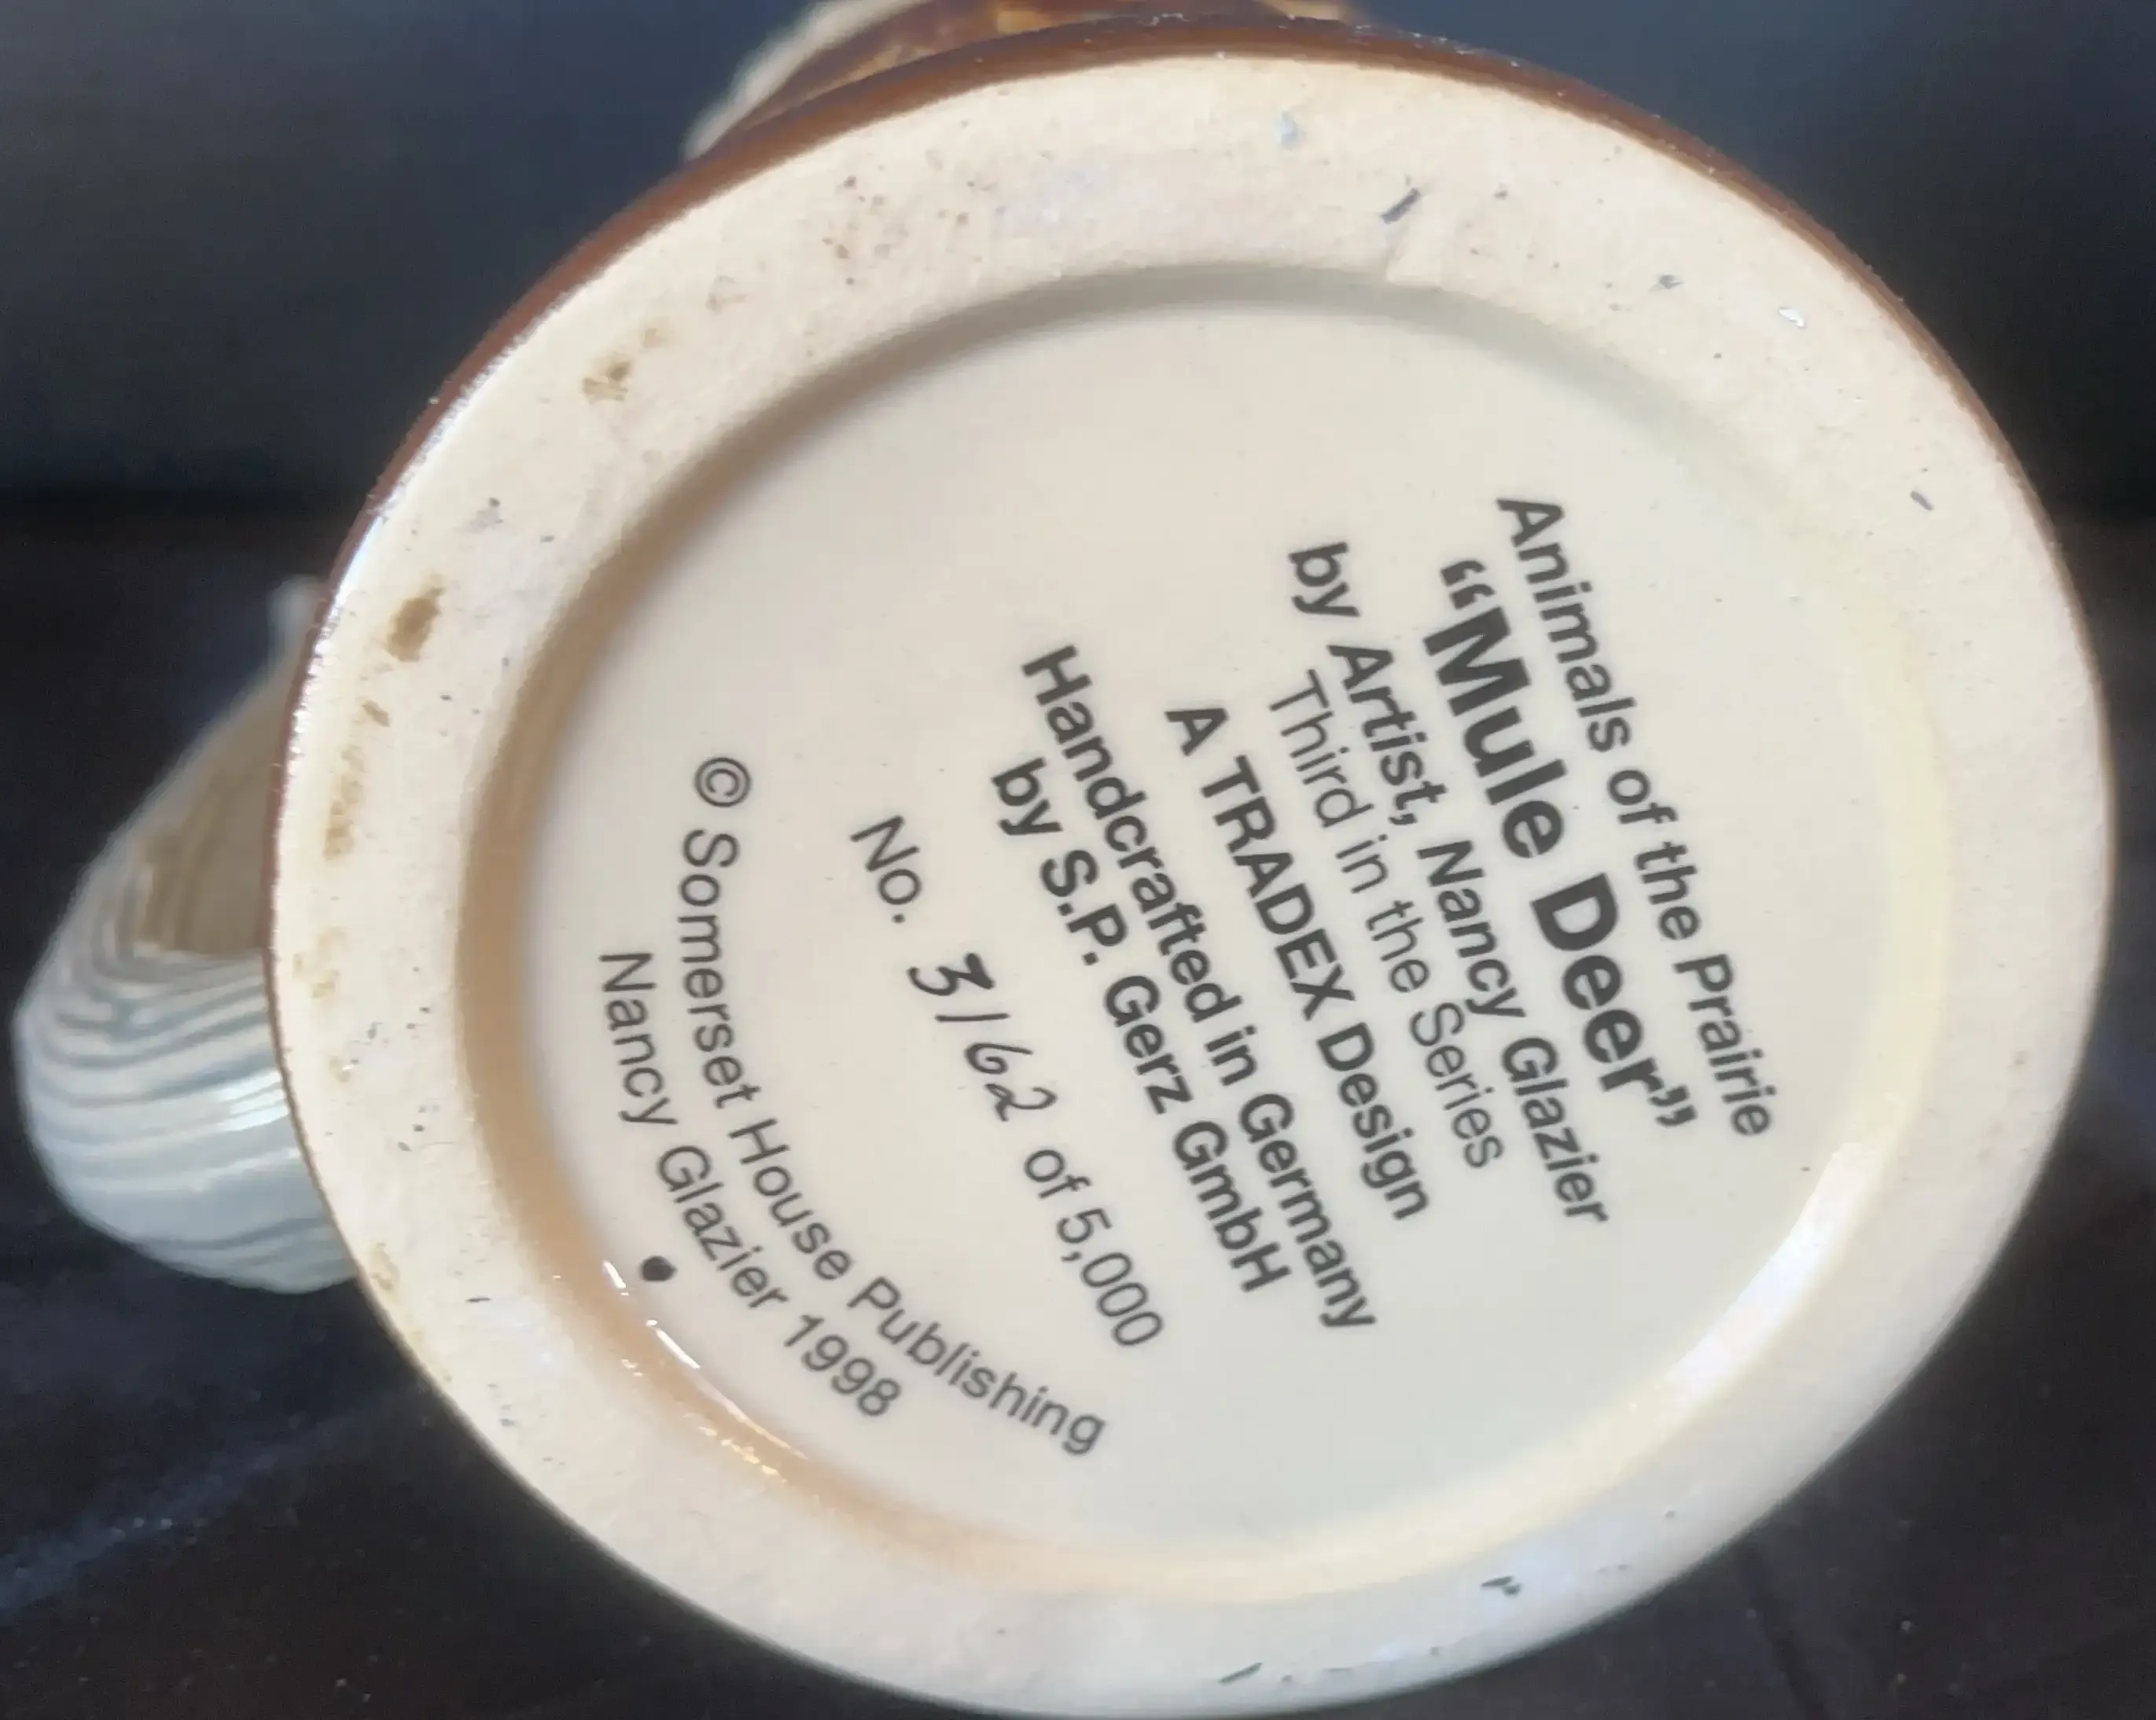 Animals of the Prairie
“Mule Deer”
by Artist, Nancy Glazier
Third in the Series
A TRADEX Design
Handcrafted in Germany
by S.P. Gerz GmbH
No. 3162 of 5,000
© Somerset House Publishing
Nancy Glazier 1998